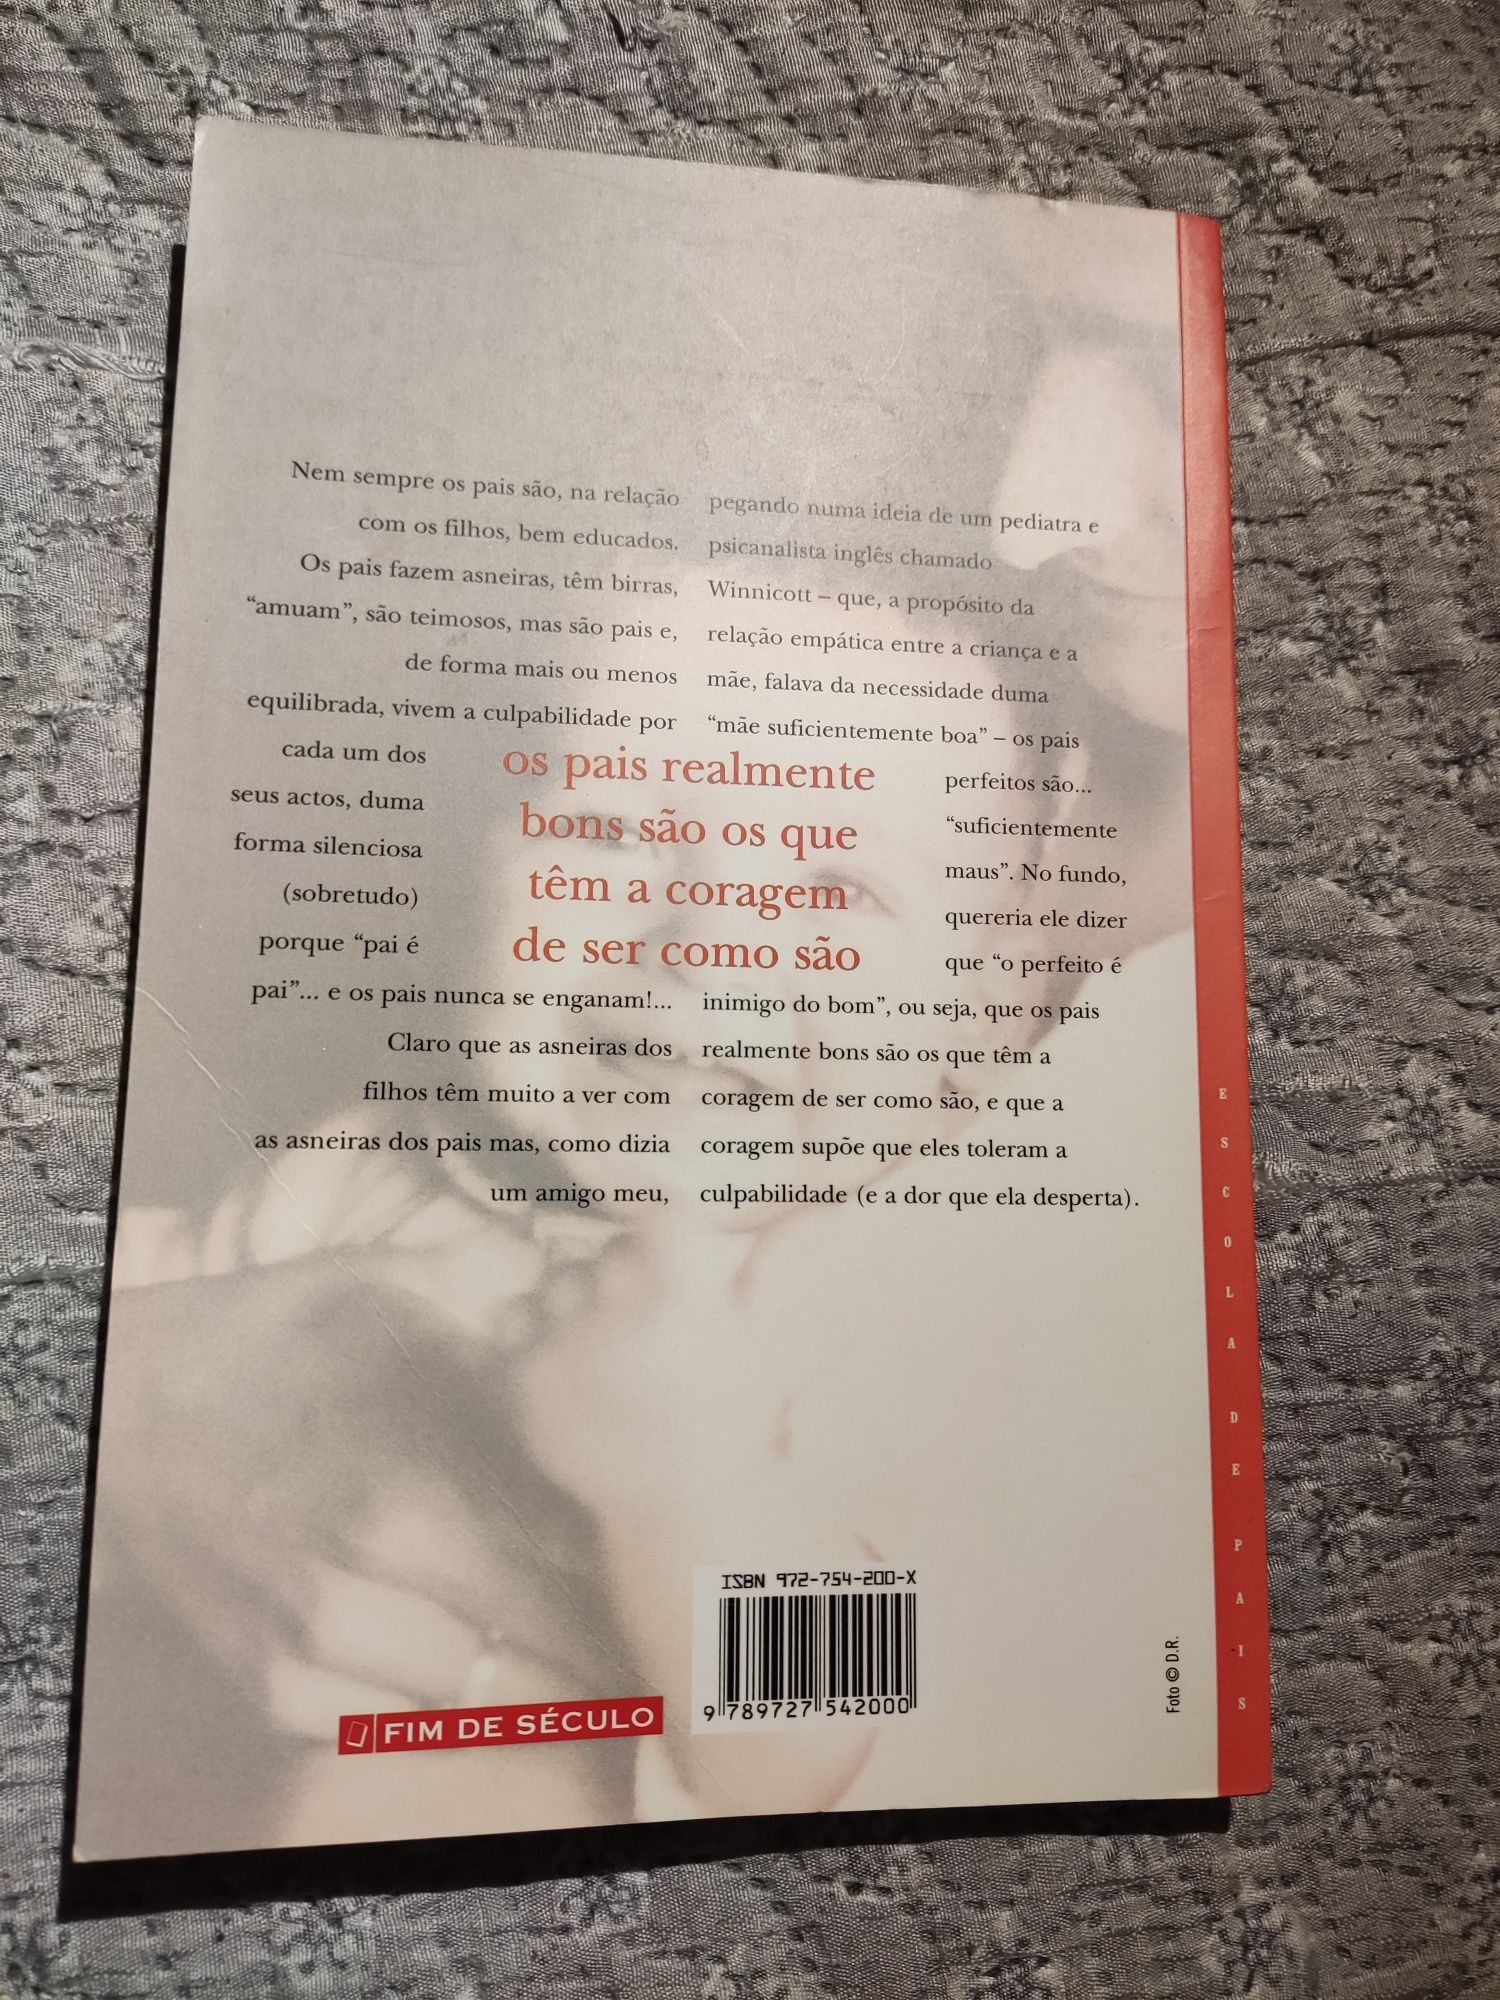 Nem sempre os pais são, na relação
com os filhos, bem educados.
Os pais fazem asneiras, têm birras,
“amuam”, são teimosos, mas são pais e,
de forma mais ou menos
equilibrada, vivem a culpabilidade por
cada um dos
seus actos, duma
forma silenciosa
(sobretudo)
porque “pai é
pai”... e os pais nunca se enganam!...
Claro que as asneiras dos
filhos têm muito a ver com
as asneiras dos pais mas, como dizia
um amigo meu,
pegando numa ideia de um pediatra e
psicanalista inglês chamado
Winnicott – que, a propósito da
relação empática entre a criança e a
mãe, falava da necessidade duma
“mãe suficientemente boa” – os pais
perfeitos são...
“suficientemente
maus”. No fundo,
quereria ele dizer
que “o perfeito é
inimigo do bom”, ou seja, que os pais
realmente bons são os que têm a
coragem de ser como são, e que a
coragem supõe que eles toleram a
culpabilidade (e a dor que ela desperta).
os pais realmente
bons são os que
têm a coragem
de ser como são
ISBN 972-754-200-X
9 789727 542000
FIM DE SÉCULO
Foto © D.R.
ESCOLA DE PAIS